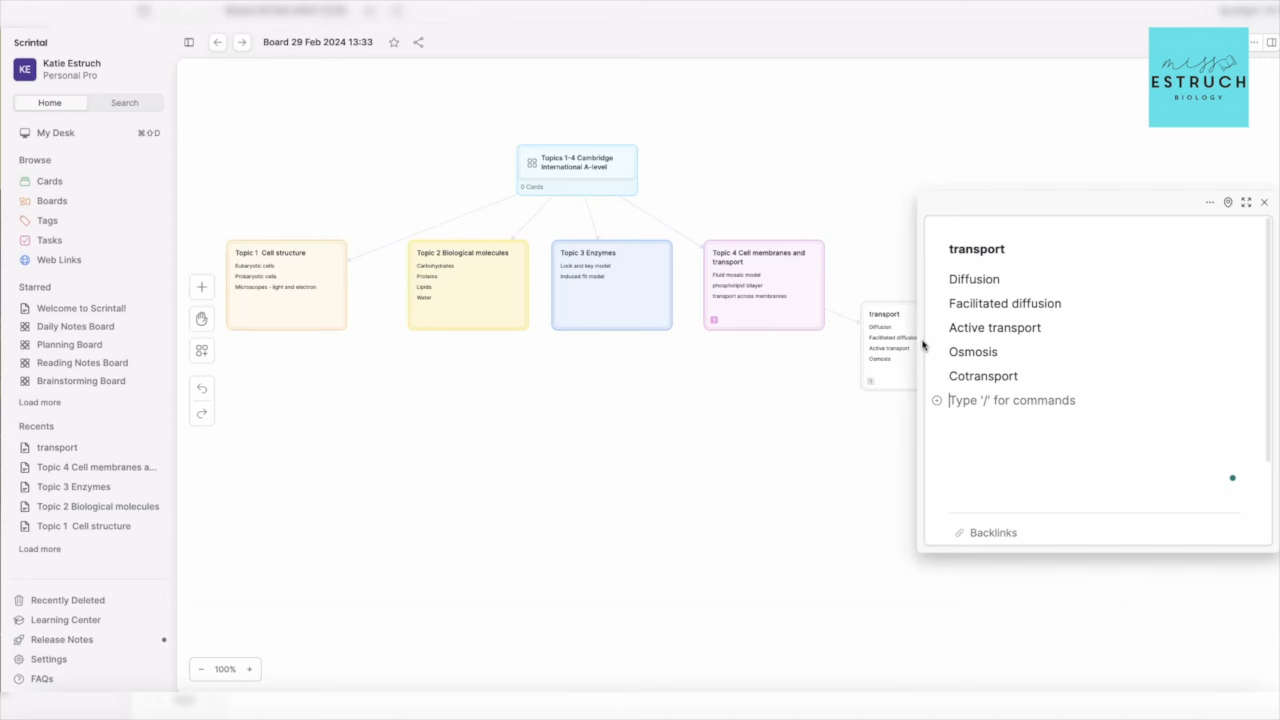 Scrintal
KE
Katie Estruch
Personal Pro
Home
Search
My Desk
⌘⇧D
Browse
Cards
Boards
Tags
Tasks
Web Links
Starred
Welcome to Scrintal!
Daily Notes Board
Planning Board
Reading Notes Board
Brainstorming Board
Load more
Recents
transport
Topic 4 Cell membranes a...
Topic 3 Enzymes
Topic 2 Biological molecules
Topic 1 Cell structure
Load more
Recently Deleted
Learning Center
Release Notes
Settings
FAQs
Board 29 Feb 2024 13:33
Topics 1-4 Cambridge
International A-level
0 Cards
Topic 1 Cell structure
Eukaryotic calls
Prokaryotic calls
Microscopes - light and electron
Topic 2 Biological molecules
Carbohydrates
Proteins
Lipids
Water
Topic 3 Enzymes
Lock and key model
Induced fit model
Topic 4 Cell membranes and
transport
Fluid mosaic model
phospholipid bilayer
transport across membrannes
transport
Diffusion
Facilitated diffusion
Active transport
Osmosis
100%
miss
ESTRUCH
BIOLOGY
transport
Diffusion
Facilitated diffusion
Active transport
Osmosis
Cotransport
Type '/' for commands
Backlinks